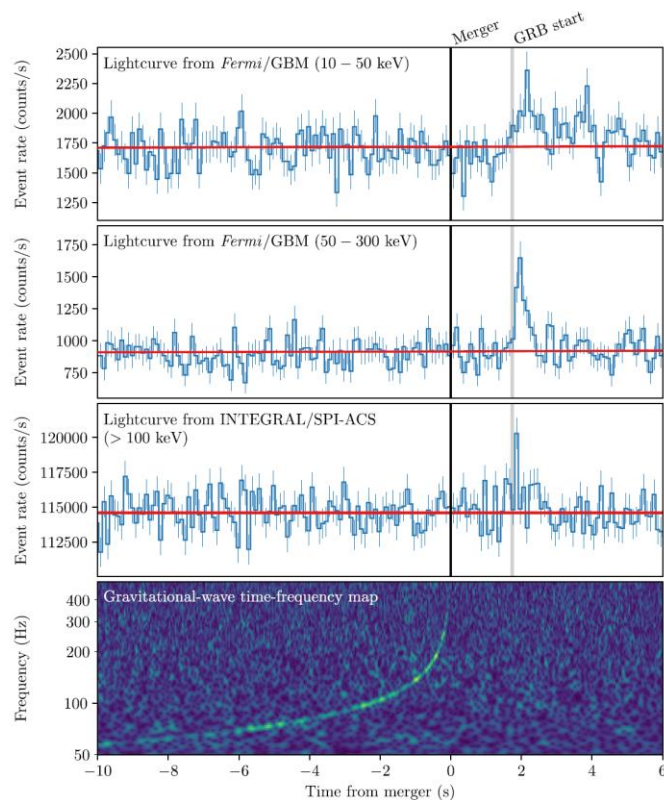 Merger
GRB start
2500
2250
2000
1750
1500
1250
Event rate (counts/s)
Lightcurve from Fermi/GBM (10 − 50 keV)
1750
1500
1250
1000
750
Event rate (counts/s)
Lightcurve from Fermi/GBM (50 − 300 keV)
120000
117500
115000
112500
Event rate (counts/s)
Lightcurve from INTEGRAL/SPI-ACS
(> 100 keV)
400
300
200
100
50
Frequency (Hz)
Gravitational-wave time-frequency map
−10 −8 −6 −4 −2 0 2 4 6
Time from merger (s)